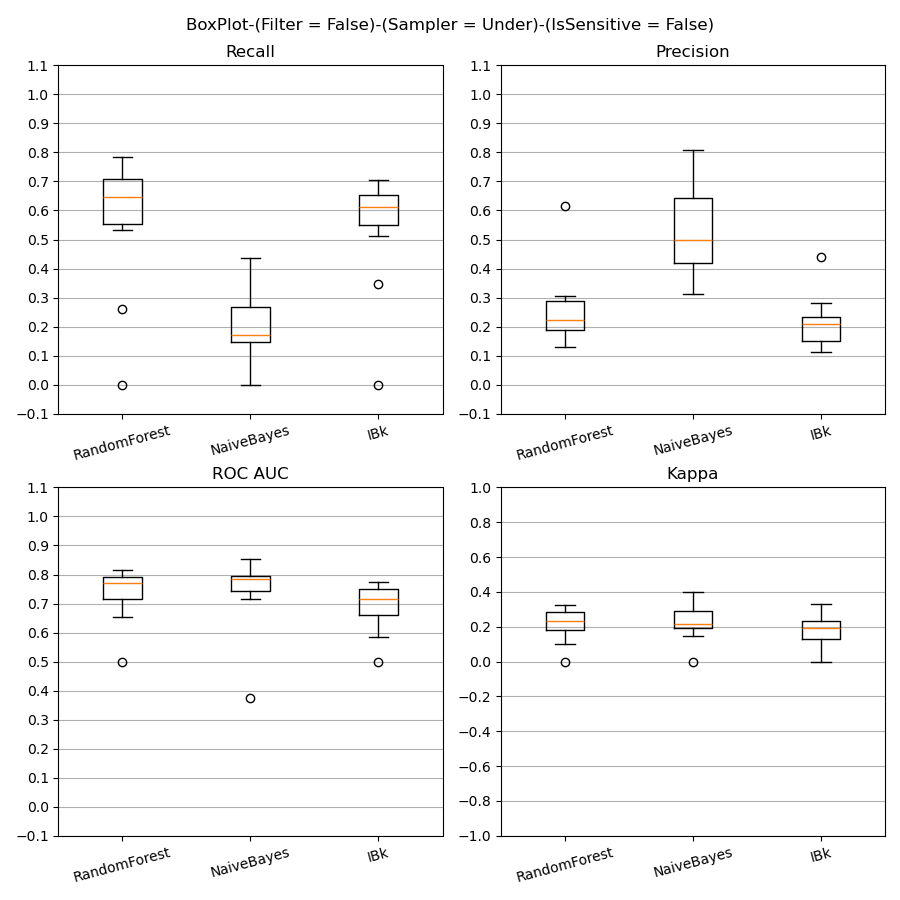 BoxPlot-(Filter = False)-(Sampler = Under)-(IsSensitive = False)
Recall
1.1
1.0
0.9
0.8
0.7
0.6
0.5
0.4
0.3
0.2
0.1
0.0
−0.1
RandomForest
NaiveBayes
IBk
Precision
1.1
1.0
0.9
0.8
0.7
0.6
0.5
0.4
0.3
0.2
0.1
0.0
−0.1
RandomForest
NaiveBayes
IBk
ROC AUC
1.1
1.0
0.9
0.8
0.7
0.6
0.5
0.4
0.3
0.2
0.1
0.0
−0.1
RandomForest
NaiveBayes
IBk
Kappa
1.0
0.8
0.6
0.4
0.2
0.0
−0.2
−0.4
−0.6
−0.8
−1.0
RandomForest
NaiveBayes
IBk